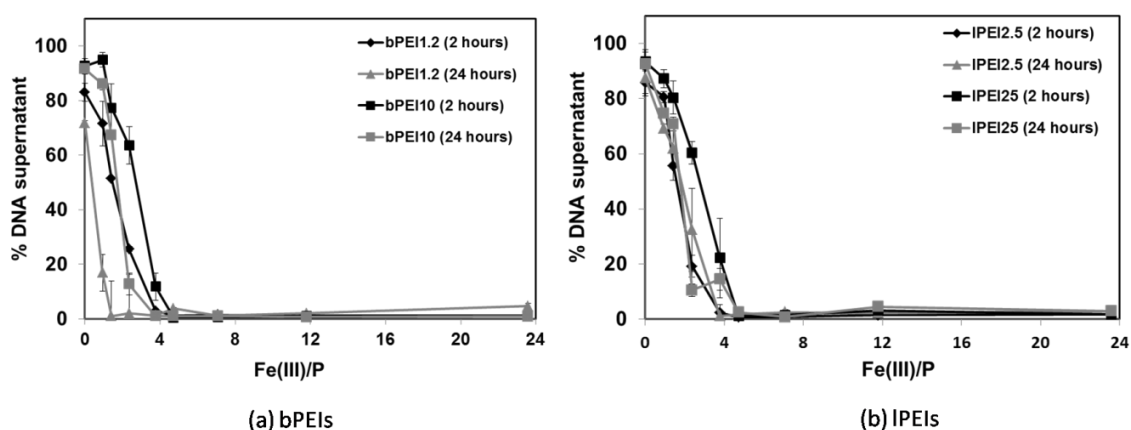 100
80
60
40
20
0
% DNA supernatant
bPEI1.2 (2 hours)
bPEI1.2 (24 hours)
bPEI10 (2 hours)
bPEI10 (24 hours)
0 4 8 12 16 20 24
Fe(III)/P
(a) bPEIs
100
80
60
40
20
0
% DNA supernatant
lPEI2.5 (2 hours)
lPEI2.5 (24 hours)
lPEI25 (2 hours)
lPEI25 (24 hours)
0 4 8 12 16 20 24
Fe(III)/P
(b) lPEIs